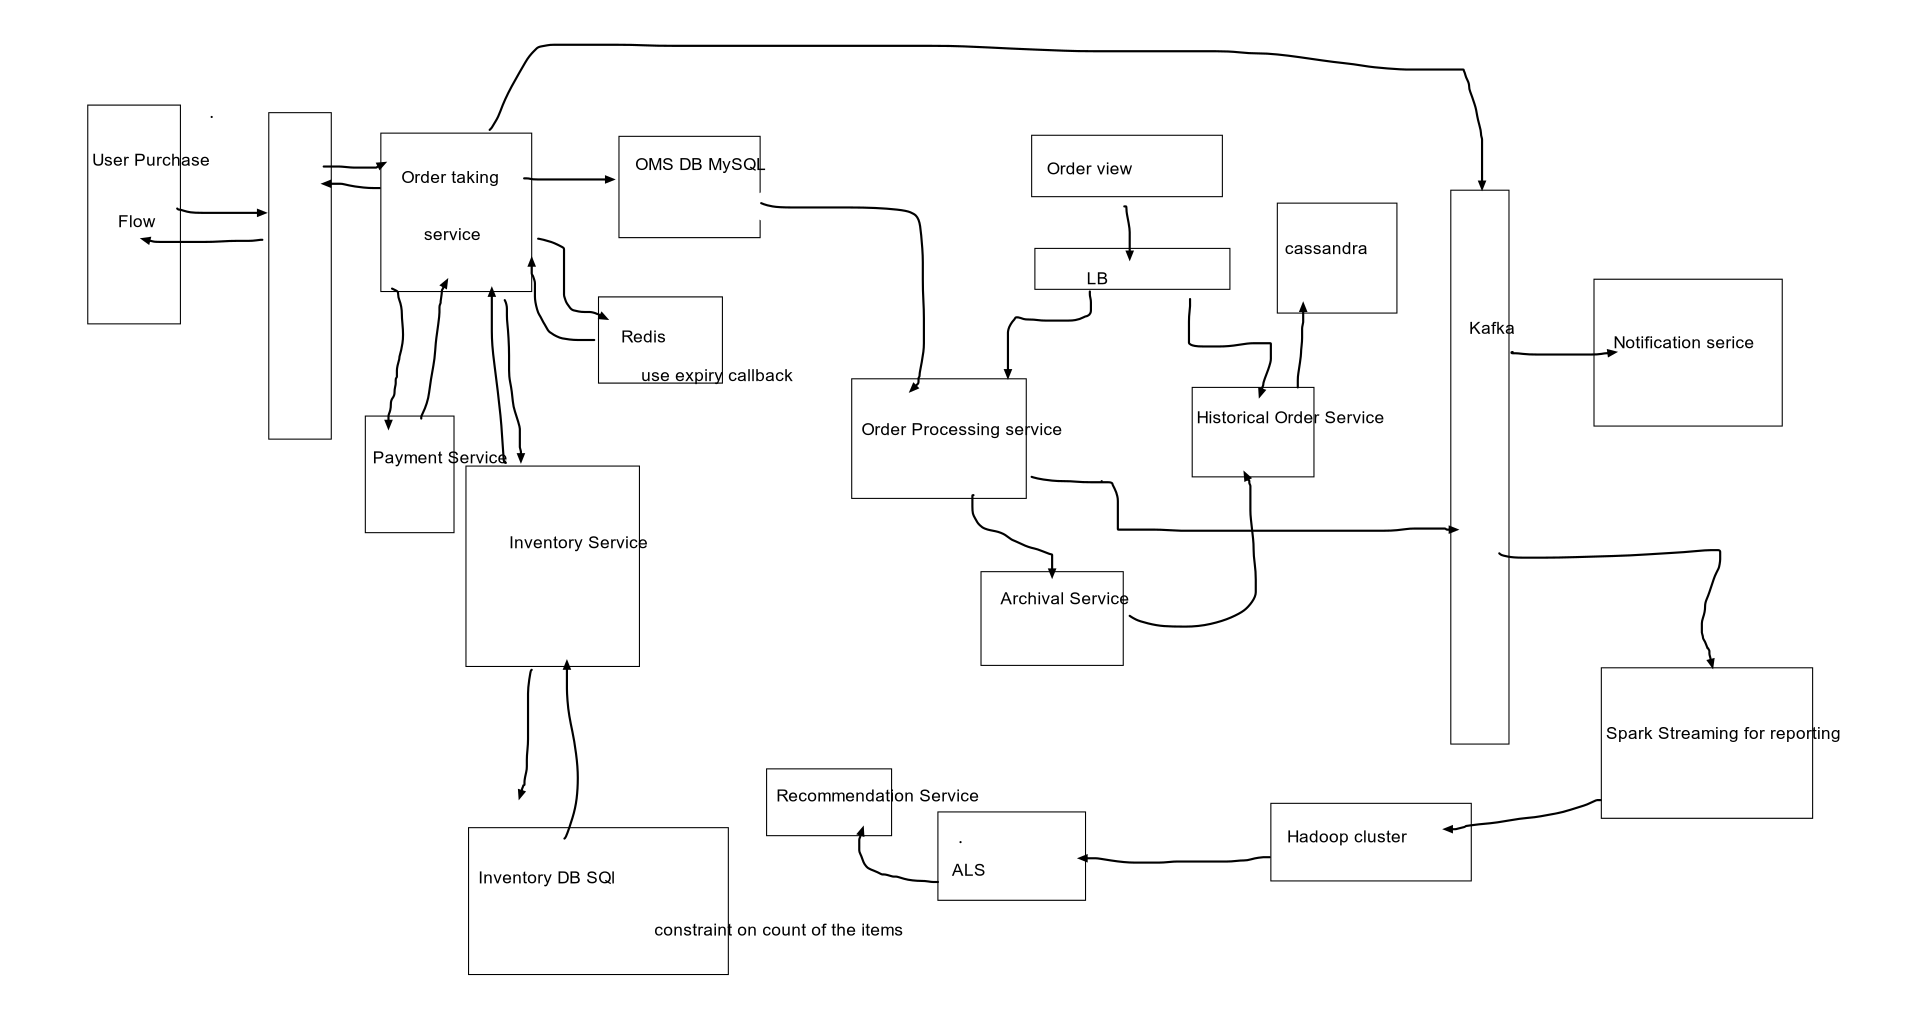 User Purchase
Flow
Order taking
service
OMS DB MySQL
Redis
use expiry callback
Payment Service
Inventory Service
Inventory DB SQl
constraint on count of the items
Order view
LB
cassandra
Order Processing service
Historical Order Service
Archival Service
Kafka
Notification serice
Spark Streaming for reporting
Hadoop cluster
ALS
Recommendation Service